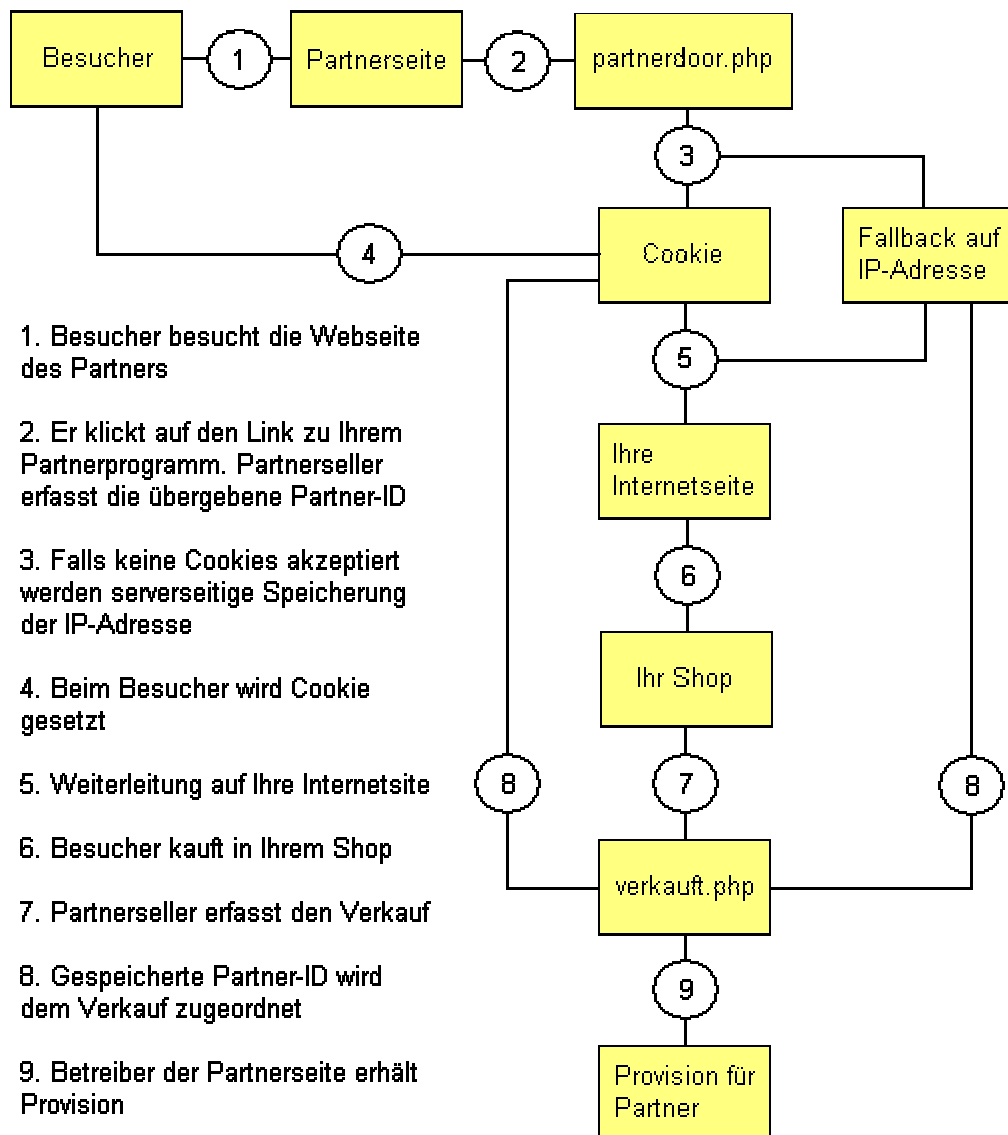 Besucher
1
Partnerseite
2
partnerdoor.php
3
Cookie
Fallback auf
IP-Adresse
4
5
1. Besucher besucht die Webseite
des Partners
2. Er klickt auf den Link zu Ihrem
Partnerprogramm. Partnerseller
erfasst die übergebene Partner-ID
3. Falls keine Cookies akzeptiert
werden serverseitige Speicherung
der IP-Adresse
4. Beim Besucher wird Cookie
gesetzt
5. Weiterleitung auf Ihre Internetsite
6. Besucher kauft in Ihrem Shop
7. Partnerseller erfasst den Verkauf
8. Gespeicherte Partner-ID wird
dem Verkauf zugeordnet
9. Betreiber der Partnerseite erhält
Provision
Ihre
Internetseite
6
Ihr Shop
8
7
8
verkauft.php
9
Provision für
Partner